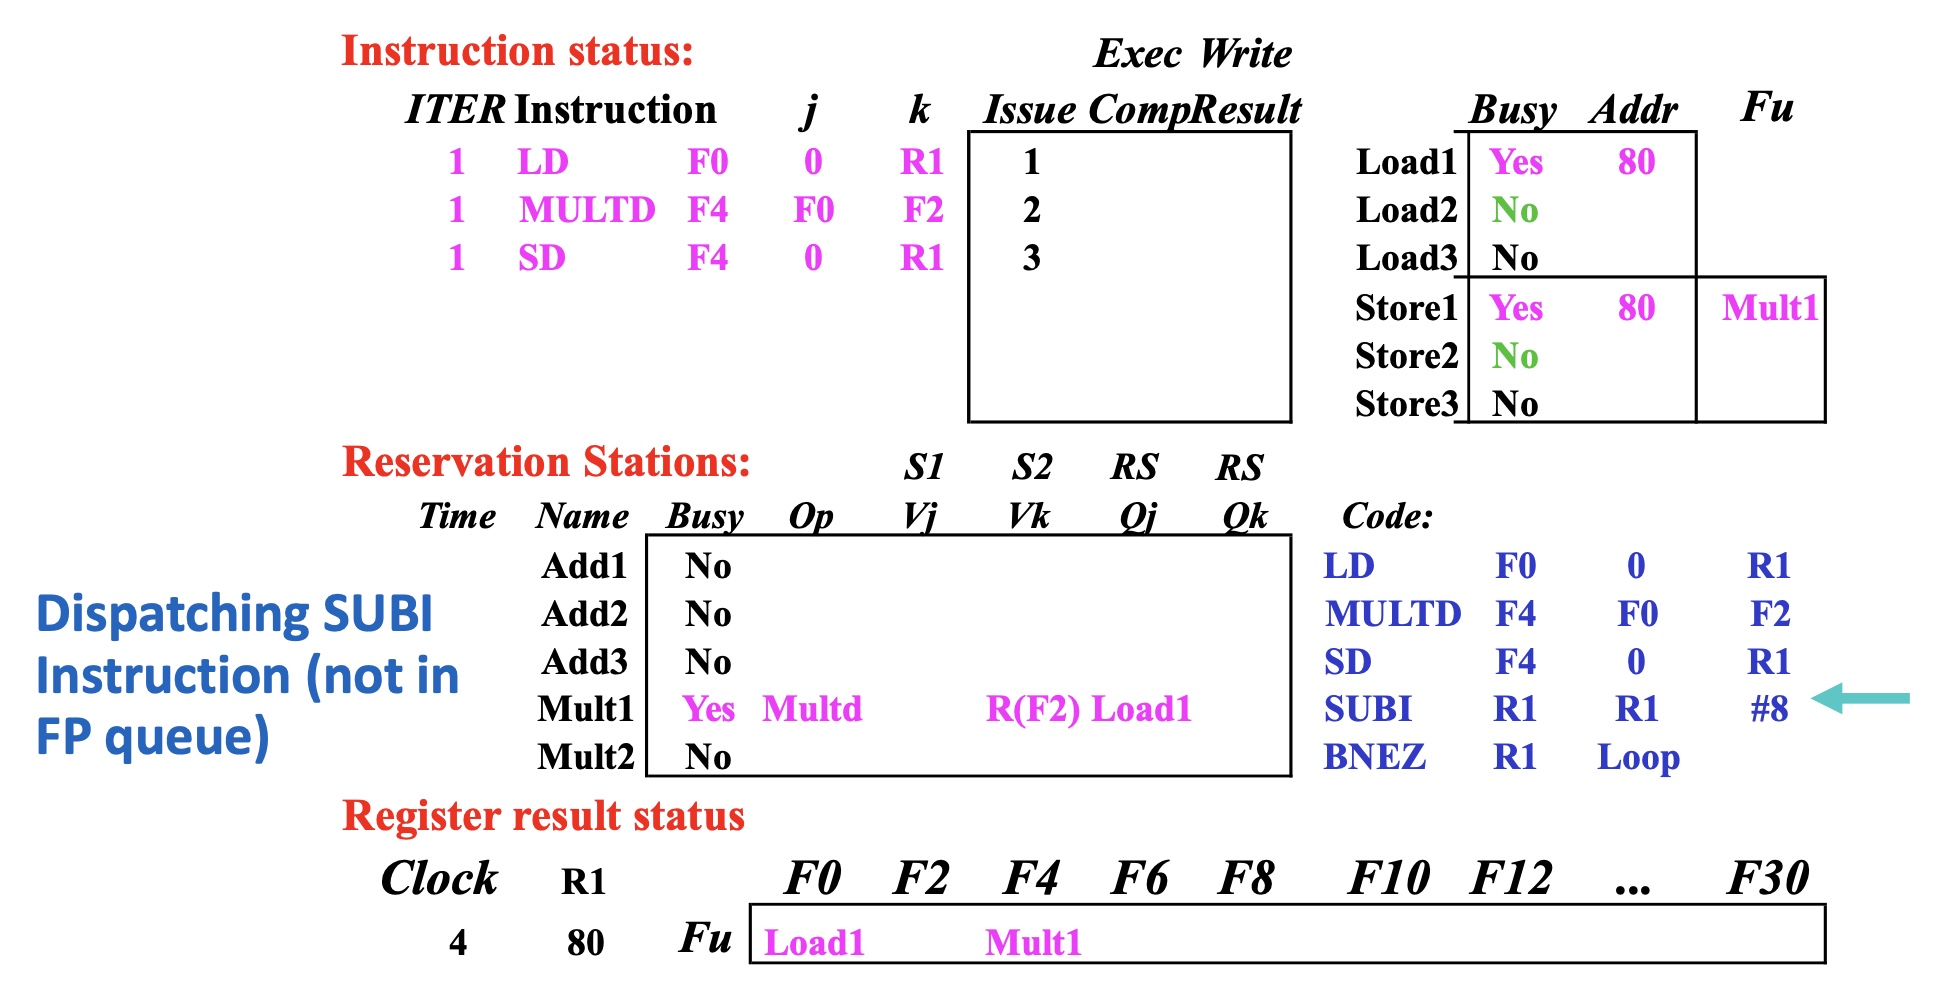 Instruction status: Exec Write
ITER Instruction j k Issue Comp Result Busy Addr Fu
1 LD F0 0 R1 1 Load1 Yes 80
1 MULTD F4 F0 F2 2 Load2 No
1 SD F4 0 R1 3 Load3 No
Store1 Yes 80 Mult1
Store2 No
Store3 No
Reservation Stations: S1 S2 RS RS
Time Name Busy Op Vj Vk Qj Qk Code:
Add1 No LD F0 0 R1
Add2 No MULTD F4 F0 F2
Add3 No SD F4 0 R1
Mult1 Yes Multd R(F2) Load1 SUBI R1 R1 #8
Mult2 No BNEZ R1 Loop
Dispatching SUBI
Instruction (not in
FP queue)
Register result status
Clock R1 F0 F2 F4 F6 F8 F10 F12 ... F30
4 80 Fu Load1 Mult1